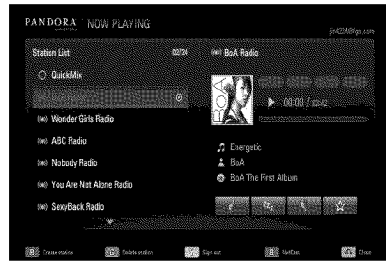 PANDORA NOW PLAYING
Station List 02/24
QuickMix
Wonder Girls Radio
ABC Radio
Nobody Radio
You Are Not Alone Radio
SexyBack Radio
BoA Radio
BOA
00:00 /
Energetic
BoA
BoA The First Album
Create station Delete station Sign out NetCast Close